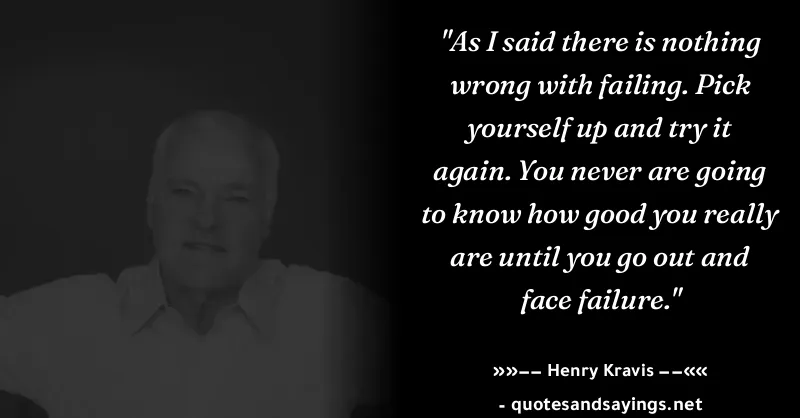 "As I said there is nothing
wrong with failing. Pick
yourself up and try it
again. You never are going
to know how good you really
are until you go out and
face failure."
»»–– Henry Kravis ––««
- quotesandsayings.net